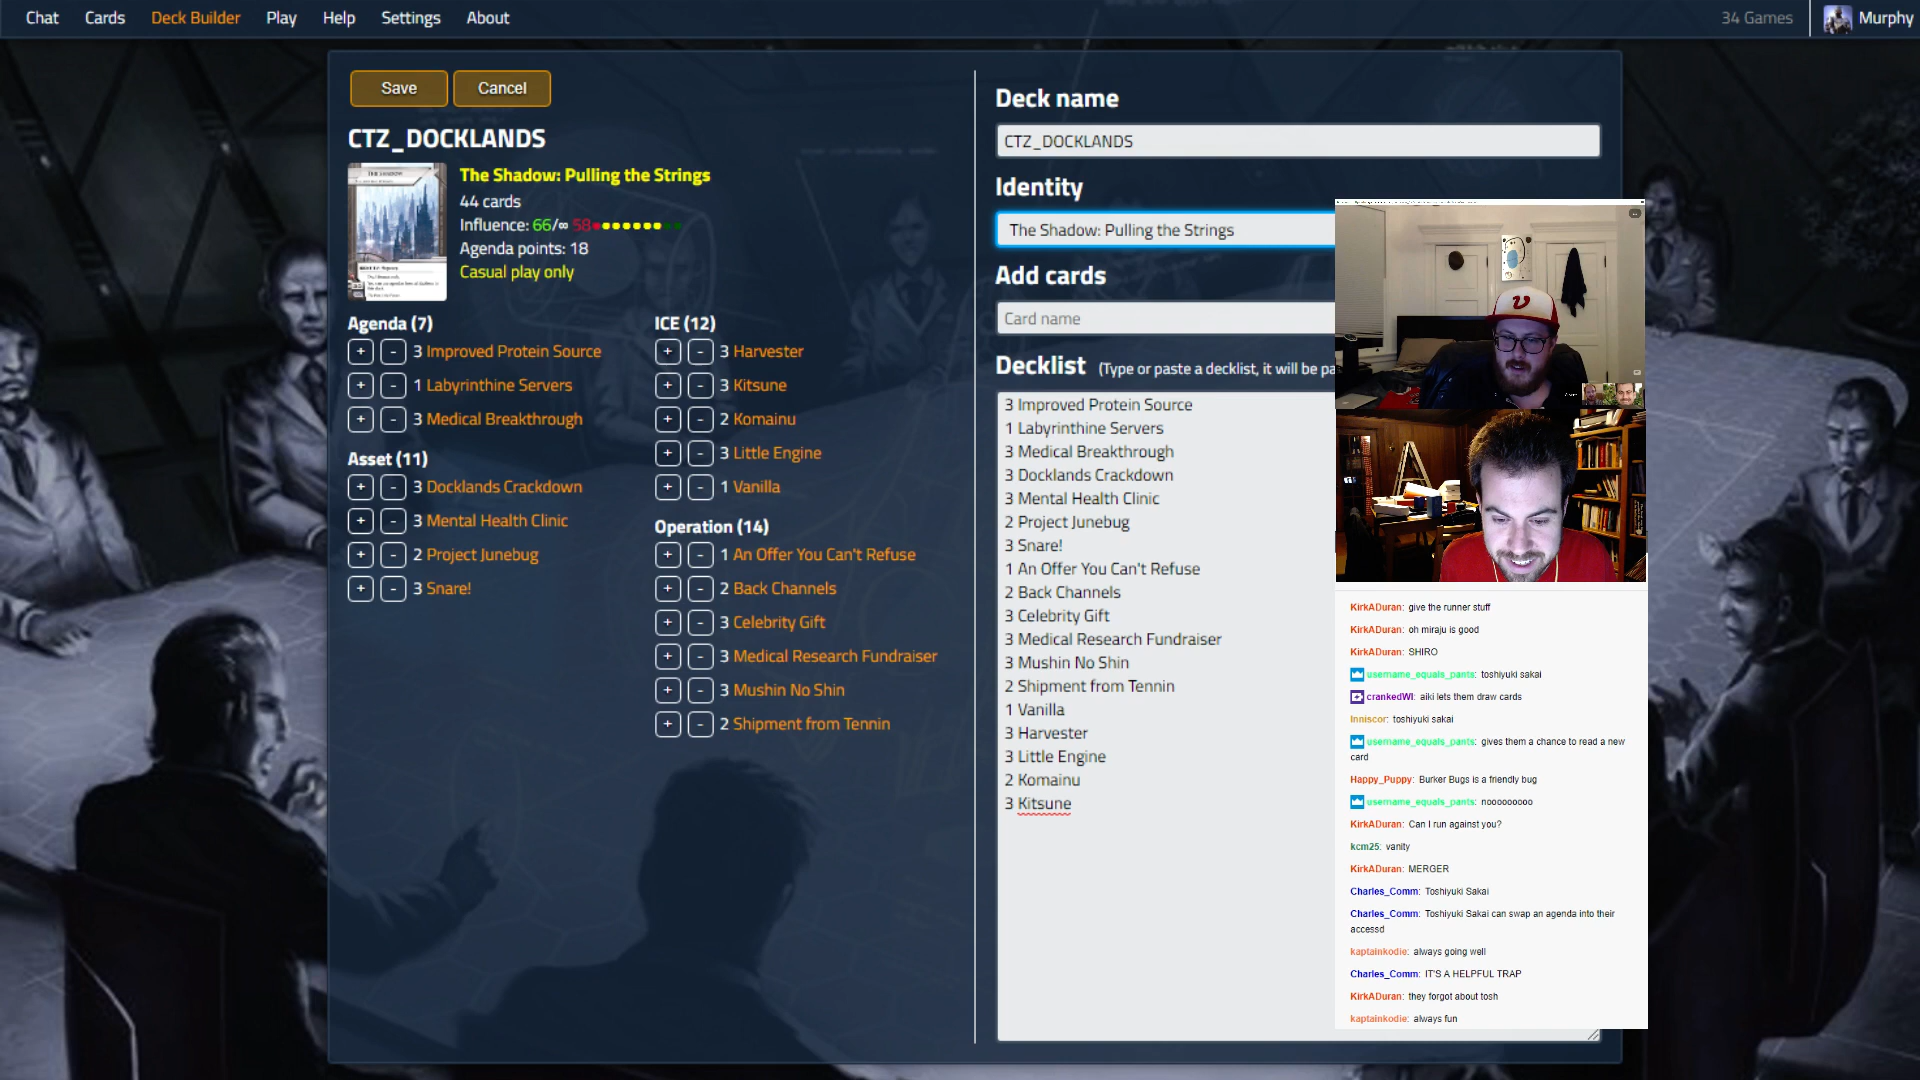 Chat Cards Deck Builder Play Help Settings About 34 Games Murphy
Save Cancel
CTZ_DOCKLANDS
The Shadow: Pulling the Strings
44 cards
Influence: 66/∞ 58
Agenda points: 18
Casual play only
Agenda (7)
+ - 3 Improved Protein Source
+ - 1 Labyrinthine Servers
+ - 3 Medical Breakthrough
Asset (11)
+ - 3 Docklands Crackdown
+ - 3 Mental Health Clinic
+ - 2 Project Junebug
+ - 3 Snare!
ICE (12)
+ - 3 Harvester
+ - 3 Kitsune
+ - 2 Komainu
+ - 3 Little Engine
+ - 1 Vanilla
Operation (14)
+ - 1 An Offer You Can't Refuse
+ - 2 Back Channels
+ - 3 Celebrity Gift
+ - 3 Medical Research Fundraiser
+ - 3 Mushin No Shin
+ - 2 Shipment from Tennin
Deck name
CTZ_DOCKLANDS
Identity
The Shadow: Pulling the Strings
Add cards
Card name
Decklist (Type or paste a decklist, it will be pa
3 Improved Protein Source
1 Labyrinthine Servers
3 Medical Breakthrough
3 Docklands Crackdown
3 Mental Health Clinic
2 Project Junebug
3 Snare!
1 An Offer You Can't Refuse
2 Back Channels
3 Celebrity Gift
3 Medical Research Fundraiser
3 Mushin No Shin
2 Shipment from Tennin
1 Vanilla
3 Harvester
3 Little Engine
2 Komainu
3 Kitsune
KirkADuran: give the runner stuff
KirkADuran: oh miraju is good
KirkADuran: SHIRO
username_equals_pants: toshiyuki sakai
crankedWI: aiki lets them draw cards
Inniscor: toshiyuki sakai
username_equals_pants: gives them a chance to read a new
card
Happy_Puppy: Burker Bugs is a friendly bug
username_equals_pants: nooooooooo
KirkADuran: Can I run against you?
kcm25: vanity
KirkADuran: MERGER
Charles_Comm: Toshiyuki Sakai
Charles_Comm: Toshiyuki Sakai can swap an agenda into their
accessd
kaptainkodie: always going well
Charles_Comm: IT'S A HELPFUL TRAP
KirkADuran: they forgot about tosh
kaptainkodie: always fun